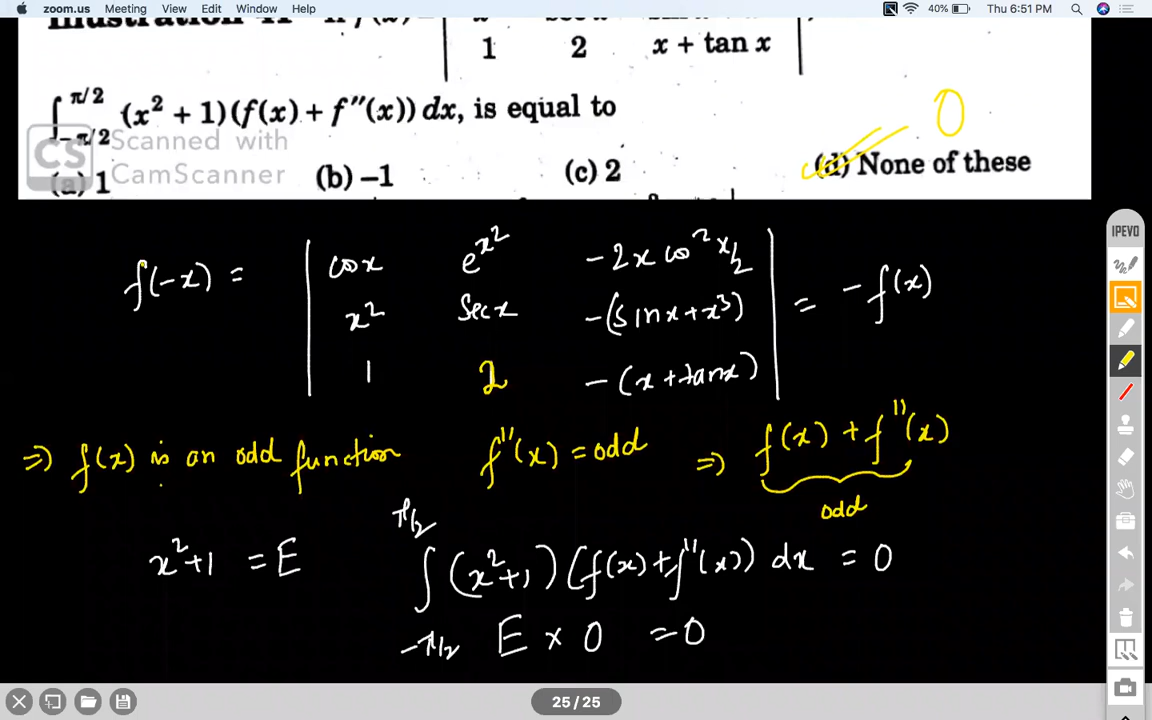 zoom.us Meeting View Edit Window Help 40% Thu 6:51 PM
1 2 x + tan x
∫_{-π/2}^{π/2} (x² + 1)(f(x) + f″(x)) dx, is equal to
0
CS Scanned with CamScanner
(a) 1 (b) –1 (c) 2 (d) None of these
f(-x) = | cos x e^{x²} -2x cos² x/2 |
| x² Sec x -(Sin x + x³) | = - f(x)
| 1 2 -(x + tan x) |
⇒ f(x) is an odd function f″(x) = odd ⇒ f(x) + f″(x)
odd
x² + 1 = E ∫_{-π/2}^{π/2} (x² + 1) (f(x) + f″(x)) dx = 0
E × 0 = 0
IPEVO
25 / 25